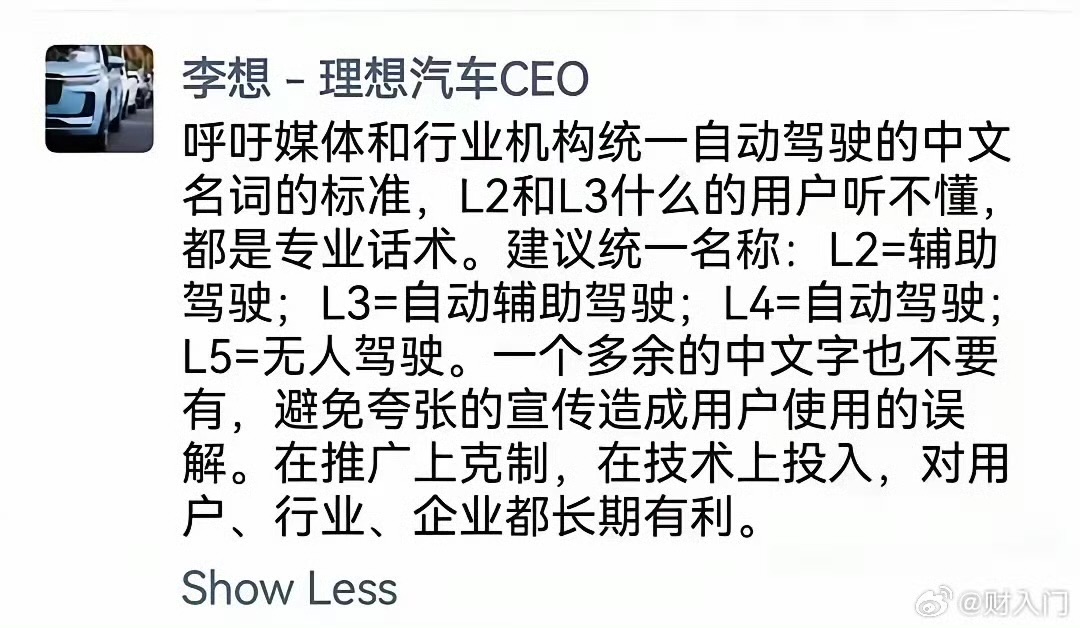 李想 – 理想汽车CEO
呼吁媒体和行业机构统一自动驾驶的中文
名词的标准，L2和L3什么的用户听不懂，
都是专业话术。建议统一名称：L2=辅助
驾驶；L3=自动辅助驾驶；L4=自动驾驶；
L5=无人驾驶。一个多余的中文字也不要
有，避免夸张的宣传造成用户使用的误
解。在推广上克制，在技术上投入，对用
户、行业、企业都长期有利。
Show Less
@财入门